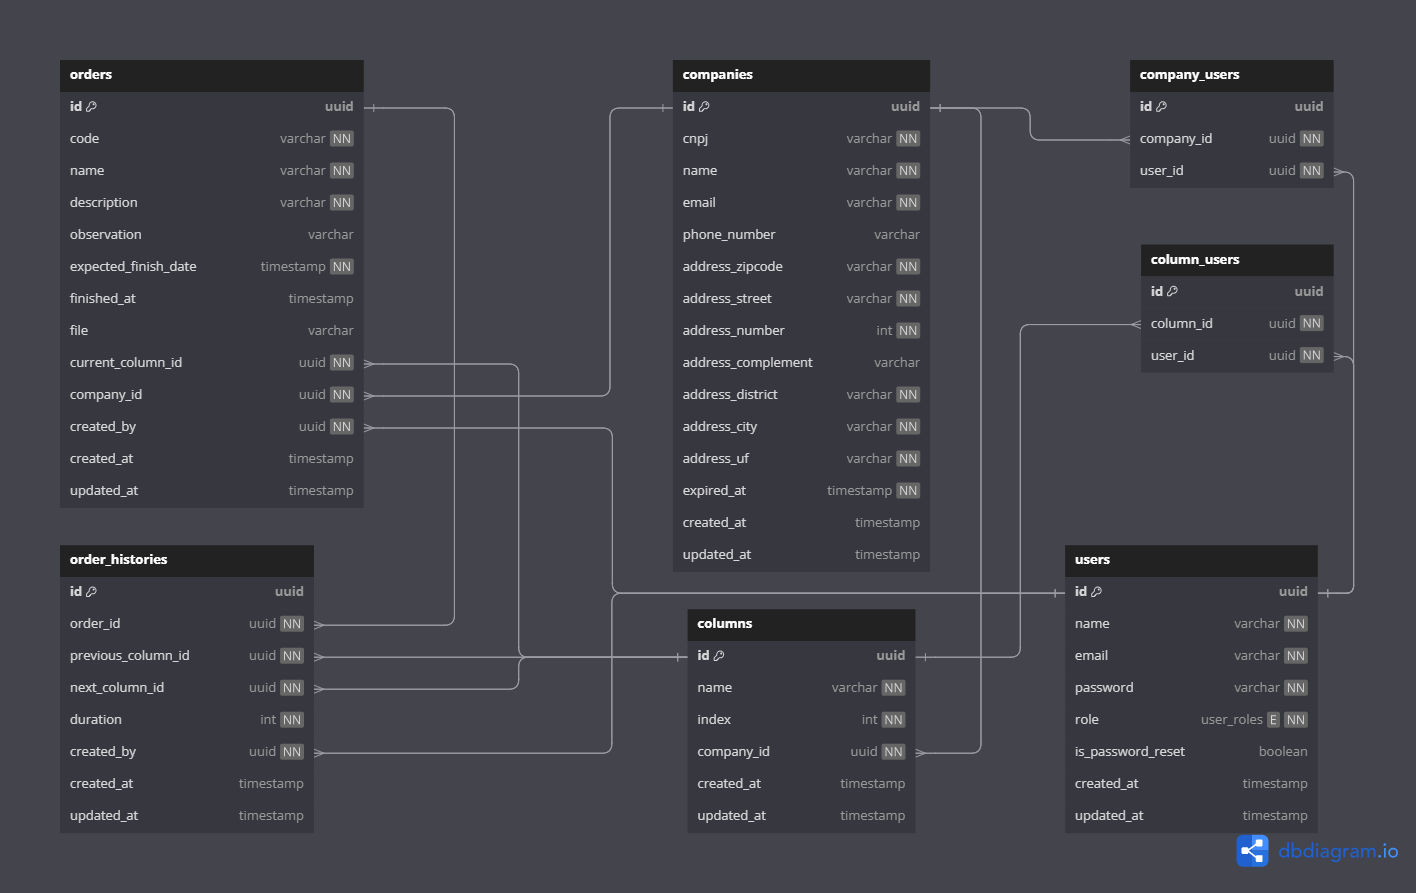 orders
id uuid
code varchar NN
name varchar NN
description varchar NN
observation varchar
expected_finish_date timestamp NN
finished_at timestamp
file varchar
current_column_id uuid NN
company_id uuid NN
created_by uuid NN
created_at timestamp
updated_at timestamp
order_histories
id uuid
order_id uuid NN
previous_column_id uuid NN
next_column_id uuid NN
duration int NN
created_by uuid NN
created_at timestamp
updated_at timestamp
companies
id uuid
cnpj varchar NN
name varchar NN
email varchar NN
phone_number varchar
address_zipcode varchar NN
address_street varchar NN
address_number int NN
address_complement varchar
address_district varchar NN
address_city varchar NN
address_uf varchar NN
expired_at timestamp NN
created_at timestamp
updated_at timestamp
columns
id uuid
name varchar NN
index int NN
company_id uuid NN
created_at timestamp
updated_at timestamp
company_users
id uuid
company_id uuid NN
user_id uuid NN
column_users
id uuid
column_id uuid NN
user_id uuid NN
users
id uuid
name varchar NN
email varchar NN
password varchar NN
role user_roles E NN
is_password_reset boolean
created_at timestamp
updated_at timestamp
dbdiagram.io